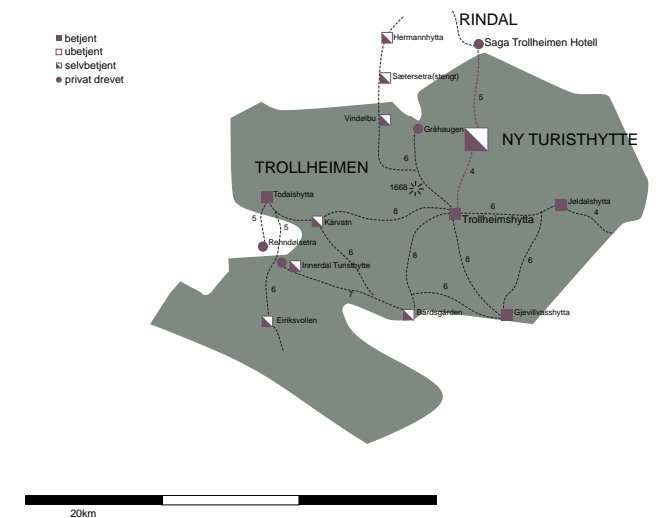 RINDAL
betjent
ubetjent
selvbetjent
privat drevet
Hermannhytta
Saga Trollheimen Hotell
Sætersetra(stengt)
5
Vindølbu
Gråhaugen
NY TURISTHYTTE
6
TROLLHEIMEN
4
1668
Todalshytta
Jøldalshytta
8
6
4
5
5
Kårvatn
Trollheimshytta
Rehndølsetra
6
8
8
6
Innerdal Turisthytte
6
7
6
Bårdsgården
Gjevillvasshytta
Eiriksvollen
20km